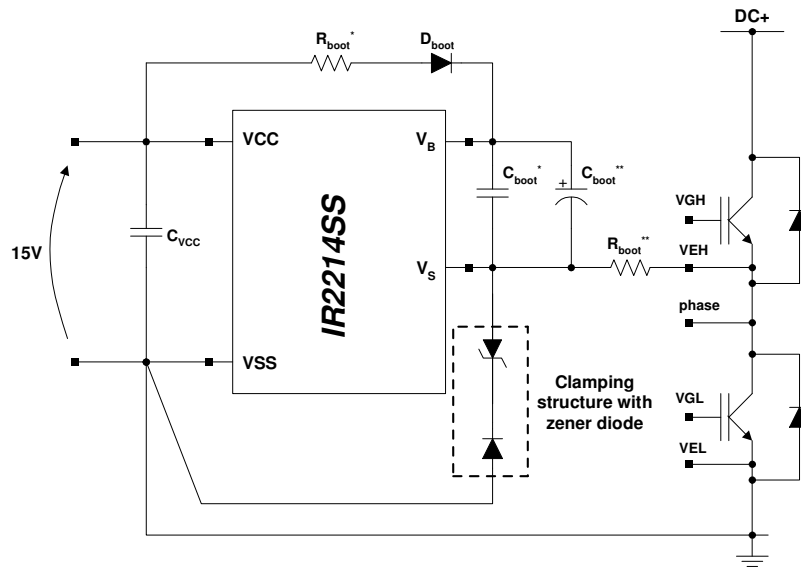 DC+
R_boot* D_boot
VCC
V_B
C_boot*
+
C_boot**
VGH
15V
C_VCC
IR2214SS
R_boot**
VEH
V_S
phase
VSS
Clamping
structure with
zener diode
VGL
VEL